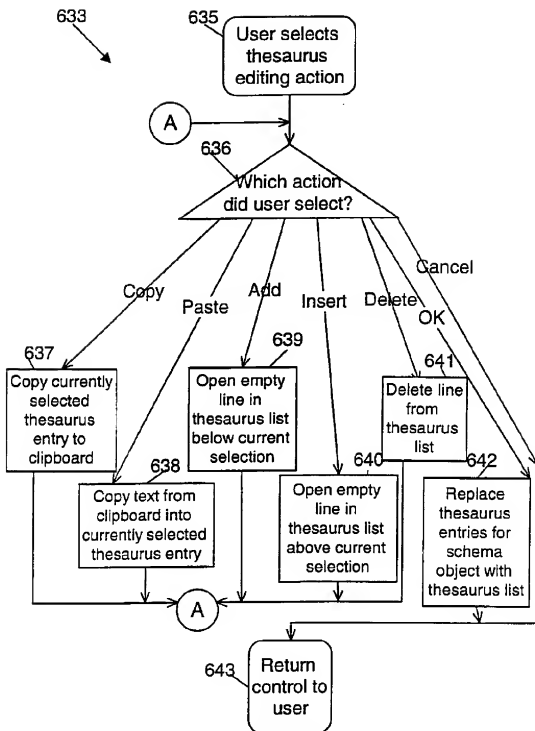 633
635
User selects
thesaurus
editing action
A
636
Which action
did user select?
Copy
Paste
Add
Insert
Delete
OK
Cancel
637
Copy currently
selected
thesaurus
entry to
clipboard
638
Copy text from
clipboard into
currently selected
thesaurus entry
639
Open empty
line in
thesaurus list
below current
selection
640
Open empty
line in
thesaurus list
above current
selection
641
Delete line
from
thesaurus
list
642
Replace
thesaurus
entries for
schema
object with
thesaurus list
A
643
Return
control to
user